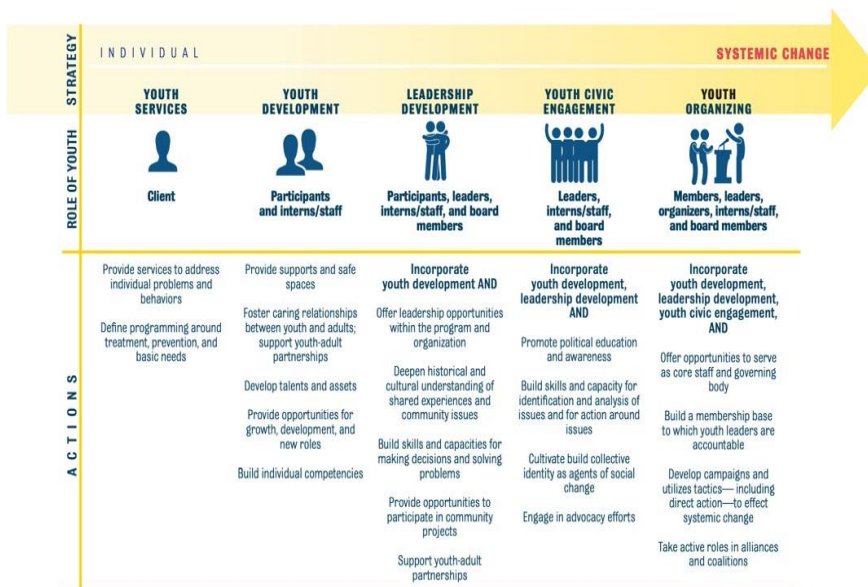 STRATEGY
INDIVIDUAL
SYSTEMIC CHANGE
YOUTH
SERVICES
YOUTH
DEVELOPMENT
LEADERSHIP
DEVELOPMENT
YOUTH CIVIC
ENGAGEMENT
YOUTH
ORGANIZING
ROLE OF YOUTH
Client
Participants
and interns/staff
Participants, leaders,
interns/staff, and board
members
Leaders,
interns/staff,
and board
members
Members, leaders,
organizers, interns/staff,
and board members
ACTIONS
Provide services to address
individual problems and
behaviors
Define programming around
treatment, prevention, and
basic needs
Provide supports and safe
spaces
Foster caring relationships
between youth and adults;
support youth-adult
partnerships
Develop talents and assets
Provide opportunities for
growth, development, and
new roles
Build individual competencies
Incorporate
youth development AND
Offer leadership opportunities
within the program and
organization
Deepen historical and
cultural understanding of
shared experiences and
community issues
Build skills and capacities for
making decisions and solving
problems
Provide opportunities to
participate in community
projects
Support youth-adult
partnerships
Incorporate
youth development,
leadership development
AND
Promote political education
and awareness
Build skills and capacity for
identification and analysis of
issues and for action around
issues
Cultivate build collective
identity as agents of social
change
Engage in advocacy efforts
Incorporate
youth development,
leadership development,
youth civic engagement,
AND
Offer opportunities to serve
as core staff and governing
body
Build a membership base
to which youth leaders are
accountable
Develop campaigns and
utilizes tactics— including
direct action—to effect
systemic change
Take active roles in alliances
and coalitions